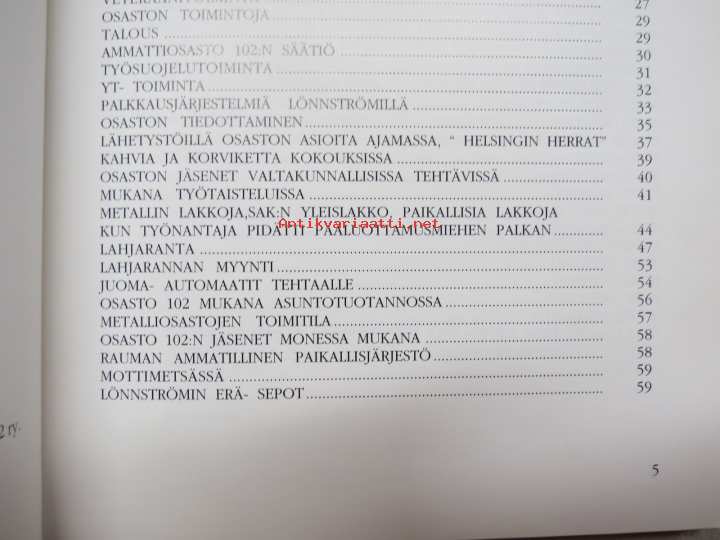 27
OSASTON TOIMINTOJA 29
TALOUS 29
AMMATTIOSASTO 102:N SÄÄTIÖ 30
TYÖSUOJELUTOIMINTA 31
YT- TOIMINTA 32
PALKKAUSJÄRJESTELMIÄ LÖNNSTRÖMILLÄ 33
OSASTON TIEDOTTAMINEN 35
LÄHETYSTÖILLÄ OSASTON ASIOITA AJAMASSA, " HELSINGIN HERRAT" 37
KAHVIA JA KORVIKETTA KOKOUKSISSA 39
OSASTON JÄSENET VALTAKUNNALLISISSA TEHTÄVISSÄ 40
MUKANA TYÖTAISTELUISSA 41
METALLIN LAKKOJA,SAK:N YLEISLAKKO, PAIKALLISIA LAKKOJA
Antikvariaatti.net
KUN TYÖNANTAJA PIDÄTTI PÄÄLUOTTAMUSMIEHEN PALKAN 44
LAHJARANTA 47
LAHJARANNAN MYYNTI 53
JUOMA- AUTOMAATIT TEHTAALLE 54
OSASTO 102 MUKANA ASUNTOTUOTANNOSSA 56
METALLIOSASTOJEN TOIMITILA 57
OSASTO 102:N JÄSENET MONESSA MUKANA 58
RAUMAN AMMATILLINEN PAIKALLISJÄRJESTÖ 58
MOTTIMETSÄSSÄ 59
LÖNNSTRÖMIN ERÄ- SEPOT 59
5